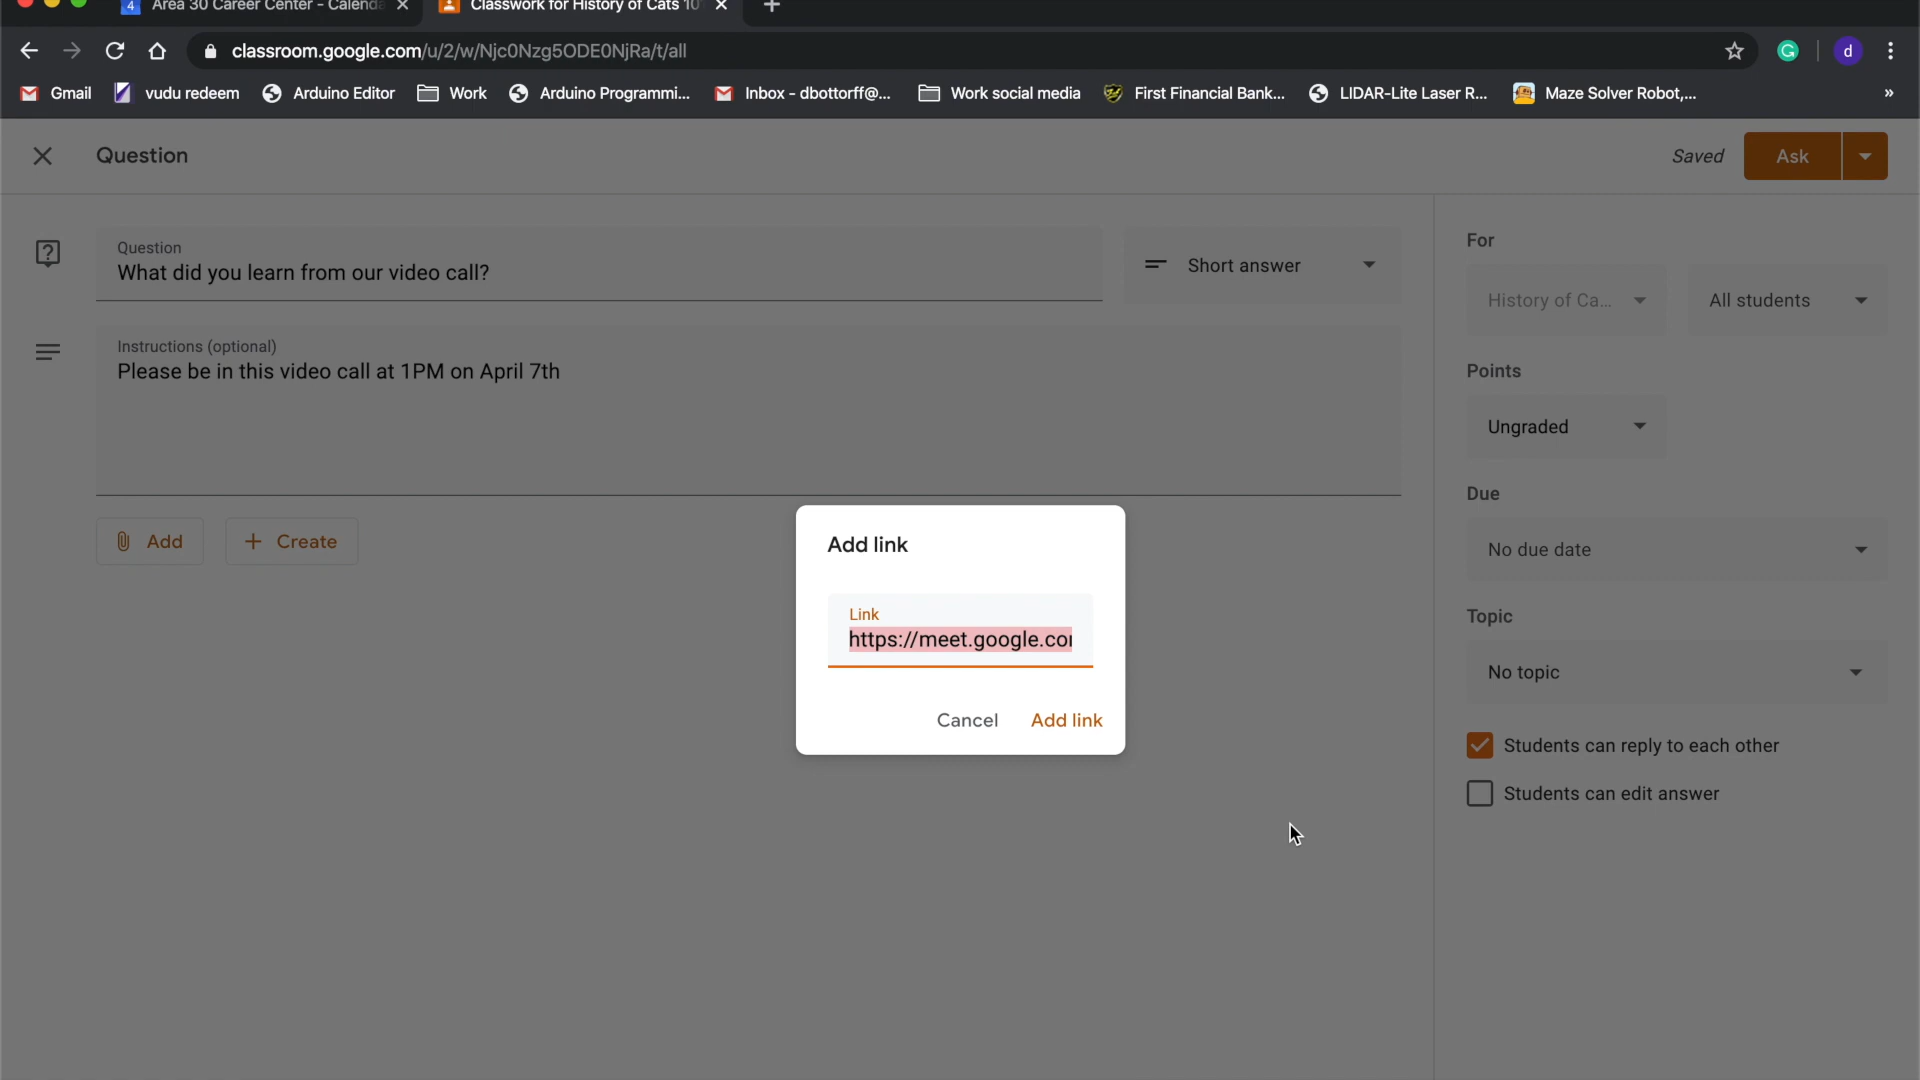 4 Area 30 Career Center - Calenda
Classwork for History of Cats 10
classroom.google.com/u/2/w/Njc0Nzg5ODE0NjRa/t/all
G
d
Gmail
vudu redeem
Arduino Editor
Work
Arduino Programmi...
Inbox - dbottorff@...
Work social media
First Financial Bank...
LIDAR-Lite Laser R...
Maze Solver Robot,...
»
Question
Saved
Ask
Question
What did you learn from our video call?
Short answer
Instructions (optional)
Please be in this video call at 1PM on April 7th
Add
Create
For
History of Ca...
All students
Points
Ungraded
Due
No due date
Topic
No topic
Students can reply to each other
Students can edit answer
Add link
Link
https://meet.google.co
Cancel
Add link